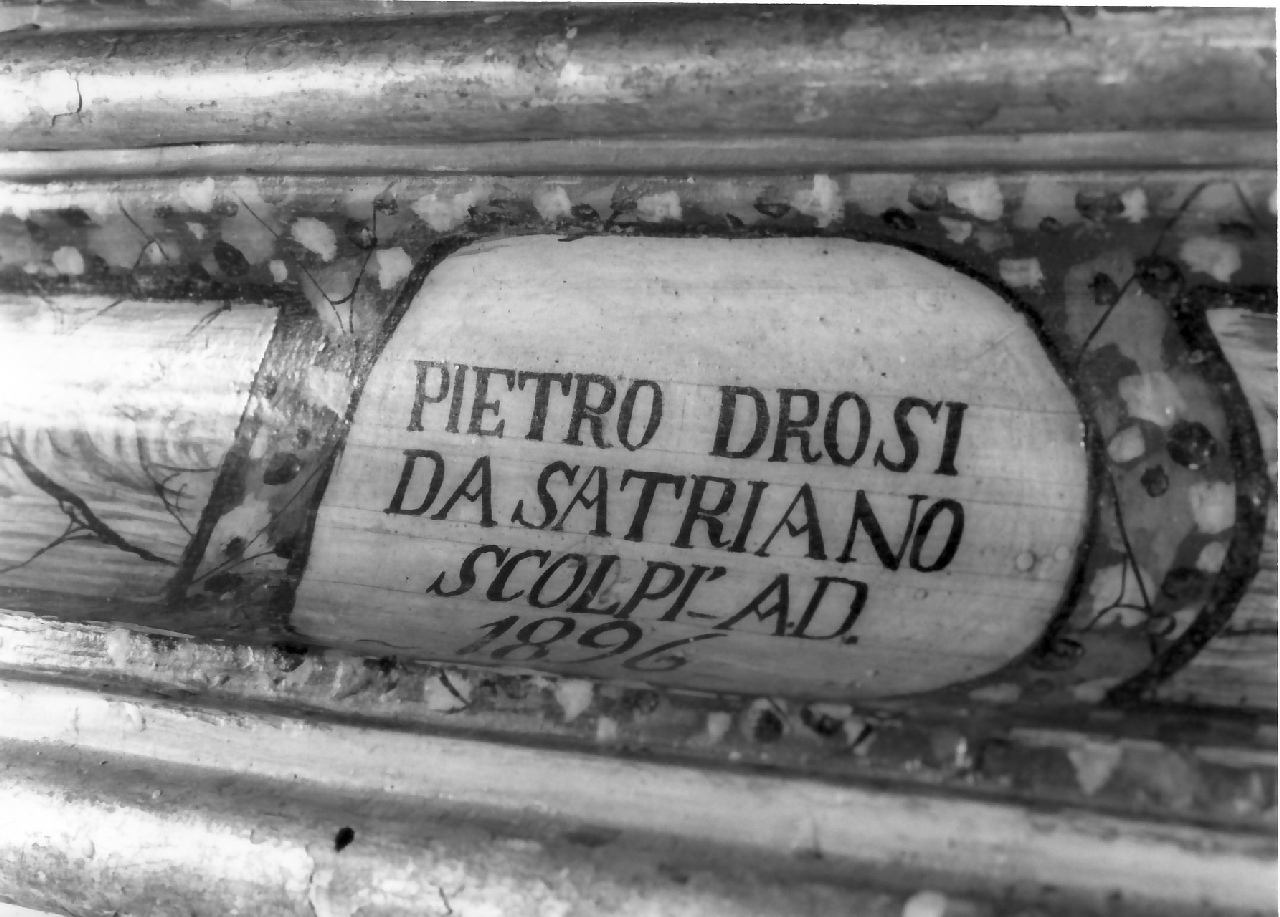 PIETRO DROSI
DA SATRIANO
SCOLPI'-A.D.
1896